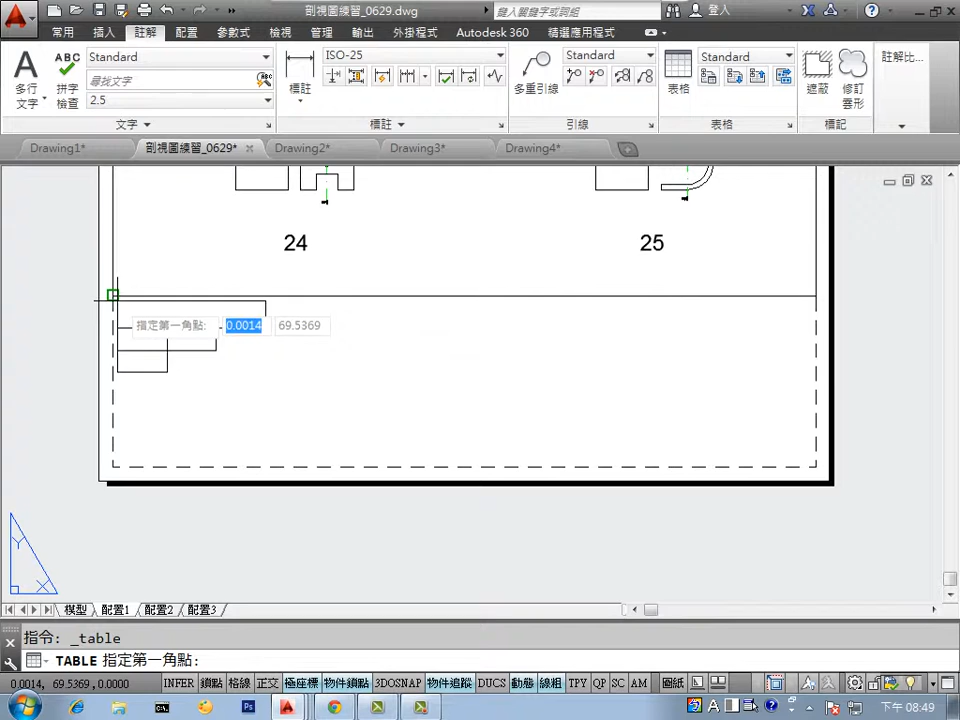 剖視圖練習_0629.dwg
鍵入關鍵字或片語
登入
常用 插入 註解 配置 參數式 檢視 管理 輸出 外掛程式 Autodesk 360 精選應用程式
多行
文字
ABC
拼字
檢查
Standard
尋找文字
2.5
文字
標註
ISO-25
標註
多重引線
Standard
引線
表格
Standard
表格
遮蔽
修訂
雲形
標記
註解比...
Drawing1* 剖視圖練習_0629* Drawing2* Drawing3* Drawing4*
24
25
指定第一角點: 0.0014 69.5369
Y
X
模型 配置1 配置2 配置3
指令: _table
TABLE 指定第一角點:
0.0014, 69.5369, 0.0000 INFER 鎖點 格線 正交 極座標 物件鎖點 3DOSNAP 物件追蹤 DUCS 動態 線粗 TPY QP SC AM 圖紙
下午 08:49